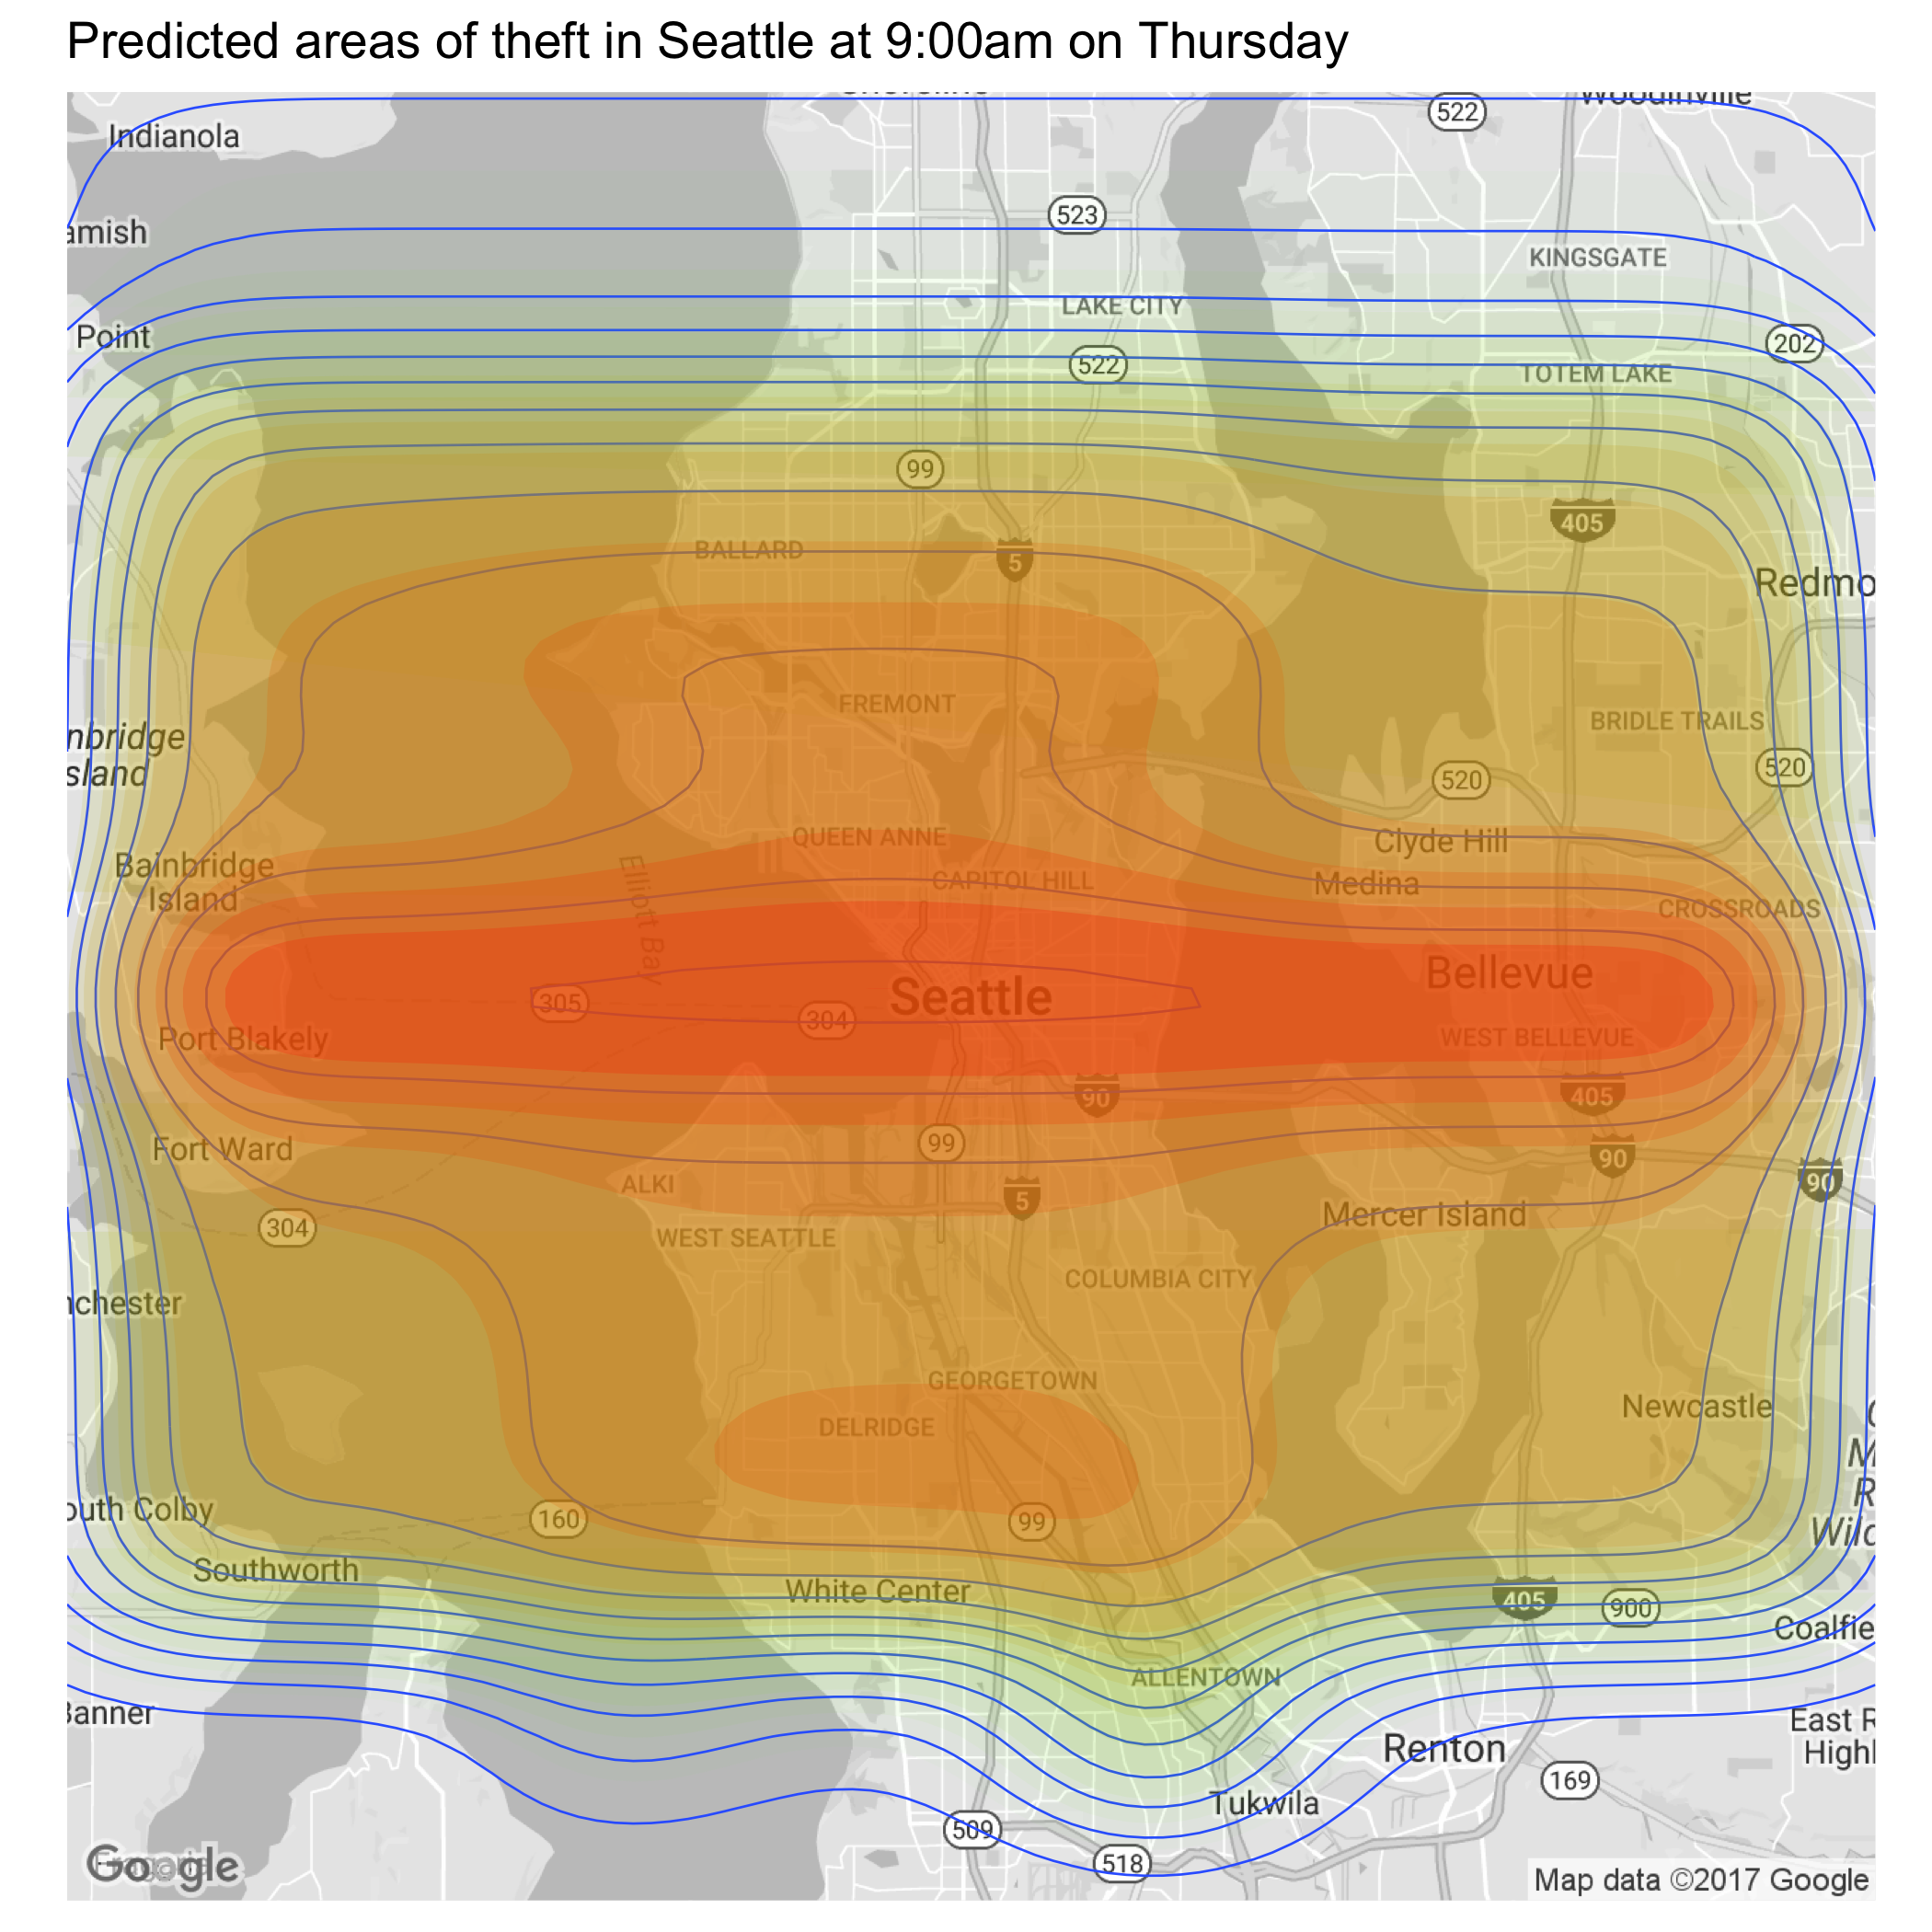 Predicted areas of theft in Seattle at 9:00am on Thursday
522
Indianola
523
amish
KINGSGATE
LAKE CITY
Point
202
522
TOTEM LAKE
99
405
BALLARD
5
Redmo
FREMONT
BRIDLE TRAILS
nbridge
sland
520
520
QUEEN ANNE
Clyde Hill
Bainbridge
Island
Elliott Bay
CAPITOL HILL
Medina
CROSSROADS
Bellevue
Seattle
305
304
Port Blakely
WEST BELLEVUE
90
405
99
Fort Ward
90
ALKI
5
90
Mercer Island
304
WEST SEATTLE
COLUMBIA CITY
nchester
GEORGETOWN
Newcastle
DELRIDGE
M
R
Wild
outh Colby
160
99
Southworth
White Center
405
900
Coalfie
ALLENTOWN
Banner
East R
Highl
Renton
169
Tukwila
509
518
Google
Map data ©2017 Google